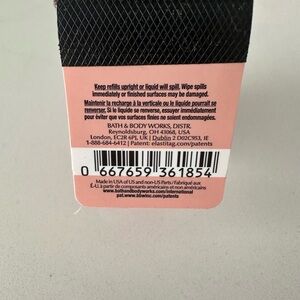 Keep refills upright or liquid will spill. Wipe spills
immediately or finished surfaces may be damaged.
Maintenir la recharge à la verticale ou le liquide pourrait se
renverser. Si le liquide se renverse, essuyer immédiatement
pour éviter que vos surfaces finies ne soient endommagées.
BATH & BODY WORKS, DISTR.
Reynoldsburg, OH 43068, USA
London, EC2R 6PJ, UK | Dublin 2 D02C953, IE
1-888-684-6412 | Patent: elastitag.com/patents
0 667659 361854
Made in USA of US and non-US Parts/Fabriqué aux
É.-U. à partir de composants américains et non américains
www.bathandbodyworks.com/international
pat.www.bbwinc.com/patents